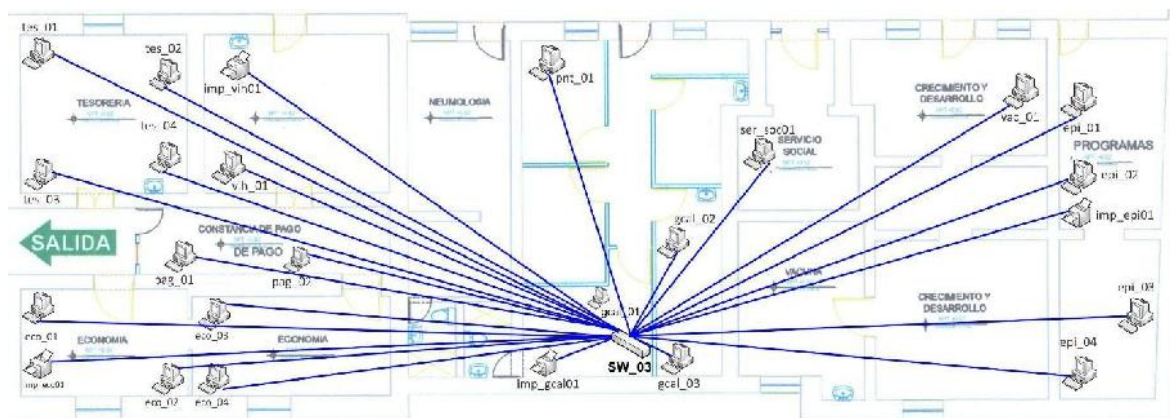 tes_01
tes_02
imp_vih01
pnt_01
TESORERIA
NEUMOLOGIA
CRECIMIENTO Y
DESARROLLO
vac_01
epi_01
tes_04
ser_soc01
SERVICIO
SOCIAL
PROGRAMAS
tes_03
vih_01
epi_02
gcal_02
imp_epi01
SALIDA
CONSTANCIA DE PAGO
DE PAGO
pag_01
pag_02
VACUNA
epi_03
CRECIMIENTO Y
DESARROLLO
gcal_01
eco_01
eco_03
ECONOMIA
ECONOMIA
epi_04
imp_eco01
eco_02
eco_04
imp_gcal01
SW_03
gcal_03